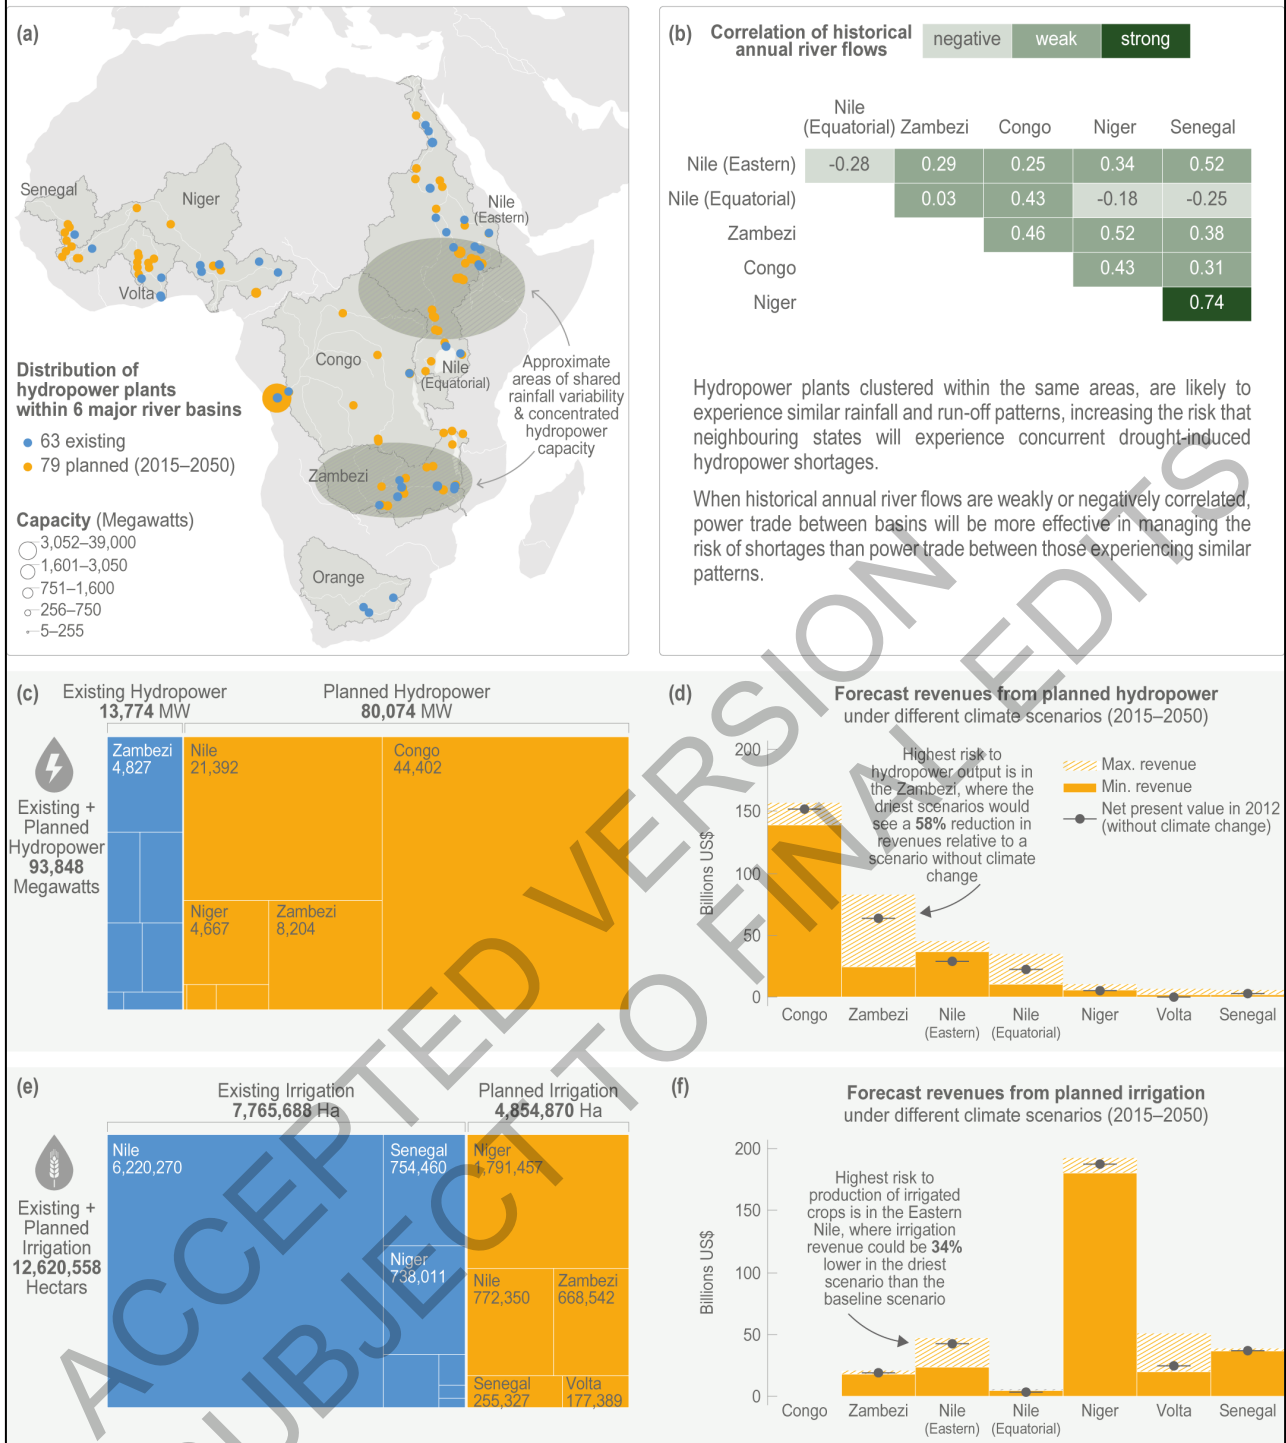 (a)
Senegal
Niger
Nile
(Eastern)
Volta
Congo
Nile
(Equatorial)
Zambezi
Orange
Approximate
areas of shared
rainfall variability
& concentrated
hydropower
capacity
Distribution of
hydropower plants
within 6 major river basins
63 existing
79 planned (2015–2050)
Capacity (Megawatts)
3,052–39,000
1,601–3,050
751–1,600
256–750
5–255
(b)
Correlation of historical
annual river flows
negative weak strong
Nile
(Equatorial) Zambezi Congo Niger Senegal
Nile (Eastern) -0.28 0.29 0.25 0.34 0.52
Nile (Equatorial) 0.03 0.43 -0.18 -0.25
Zambezi 0.46 0.52 0.38
Congo 0.43 0.31
Niger 0.74
Hydropower plants clustered within the same areas, are likely to
experience similar rainfall and run-off patterns, increasing the risk that
neighbouring states will experience concurrent drought-induced
hydropower shortages.
When historical annual river flows are weakly or negatively correlated,
power trade between basins will be more effective in managing the
risk of shortages than power trade between those experiencing similar
patterns.
(c)
Existing Hydropower
13,774 MW
Planned Hydropower
80,074 MW
Existing +
Planned
Hydropower
93,848
Megawatts
Zambezi
4,827
Nile
21,392
Congo
44,402
Niger
4,667
Zambezi
8,204
(d)
Forecast revenues from planned hydropower
under different climate scenarios (2015–2050)
Billions US$
200
150
100
50
0
Highest risk to
hydropower output is in
the Zambezi, where the
driest scenarios would
see a 58% reduction in
revenues relative to a
scenario without climate
change
Max. revenue
Min. revenue
Net present value in 2012
(without climate change)
Congo Zambezi Nile Nile Niger Volta Senegal
(Eastern) (Equatorial)
(e)
Existing Irrigation
7,765,688 Ha
Planned Irrigation
4,854,870 Ha
Existing +
Planned
Irrigation
12,620,558
Hectars
Nile
6,220,270
Senegal
754,460
Niger
738,011
Niger
1,791,457
Nile
772,350
Zambezi
668,542
Senegal
255,327
Volta
177,389
(f)
Forecast revenues from planned irrigation
under different climate scenarios (2015–2050)
Billions US$
200
150
100
50
0
Highest risk to
production of irrigated
crops is in the Eastern
Nile, where irrigation
revenue could be 34%
lower in the driest
scenario than the
baseline scenario
Congo Zambezi Nile Nile Niger Volta Senegal
(Eastern) (Equatorial)
ACCEPTED VERSION
SUBJECT TO FINAL EDITS